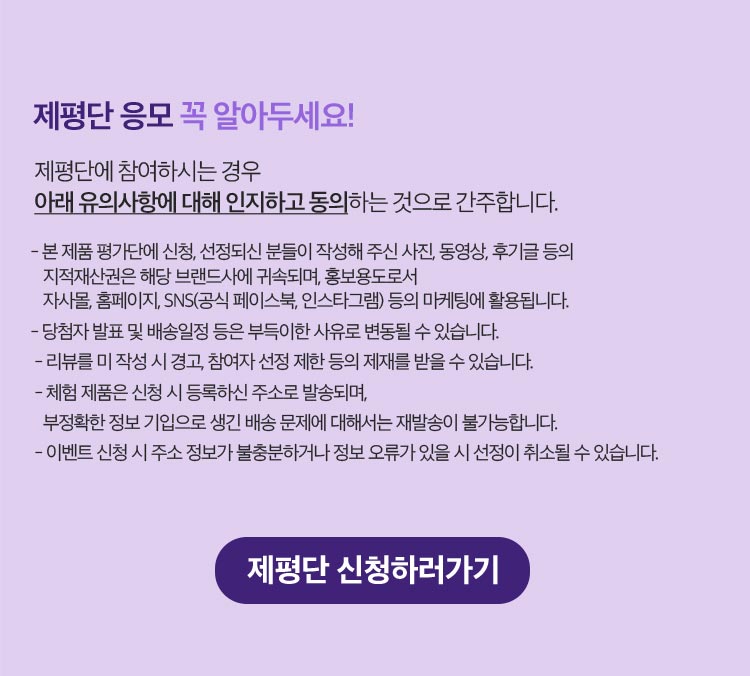 제평단 응모 꼭 알아두세요!
제평단에 참여하시는 경우
아래 유의사항에 대해 인지하고 동의하는 것으로 간주합니다.
- 본 제품 평가단에 신청, 선정되신 분들이 작성해 주신 사진, 동영상, 후기글 등의
지적재산권은 해당 브랜드사에 귀속되며, 홍보용도로서
자사몰, 홈페이지, SNS(공식 페이스북, 인스타그램) 등의 마케팅에 활용됩니다.
- 당첨자 발표 및 배송일정 등은 부득이한 사유로 변동될 수 있습니다.
- 리뷰를 미 작성 시 경고, 참여자 선정 제한 등의 제재를 받을 수 있습니다.
- 체험 제품은 신청 시 등록하신 주소로 발송되며,
부정확한 정보 기입으로 생긴 배송 문제에 대해서는 재발송이 불가능합니다.
- 이벤트 신청 시 주소 정보가 불충분하거나 정보 오류가 있을 시 선정이 취소될 수 있습니다.
제평단 신청하러가기